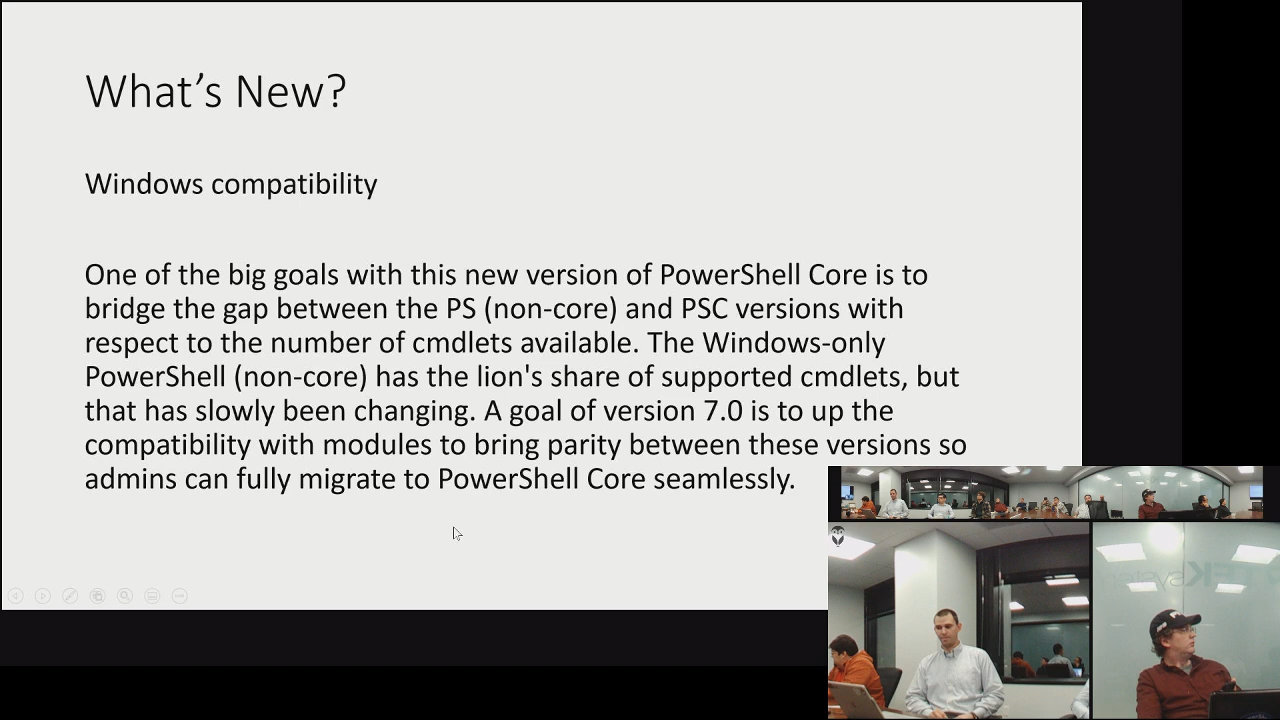 What's New?
Windows compatibility
One of the big goals with this new version of PowerShell Core is to
bridge the gap between the PS (non-core) and PSC versions with
respect to the number of cmdlets available. The Windows-only
PowerShell (non-core) has the lion's share of supported cmdlets, but
that has slowly been changing. A goal of version 7.0 is to up the
compatibility with modules to bring parity between these versions so
admins can fully migrate to PowerShell Core seamlessly.